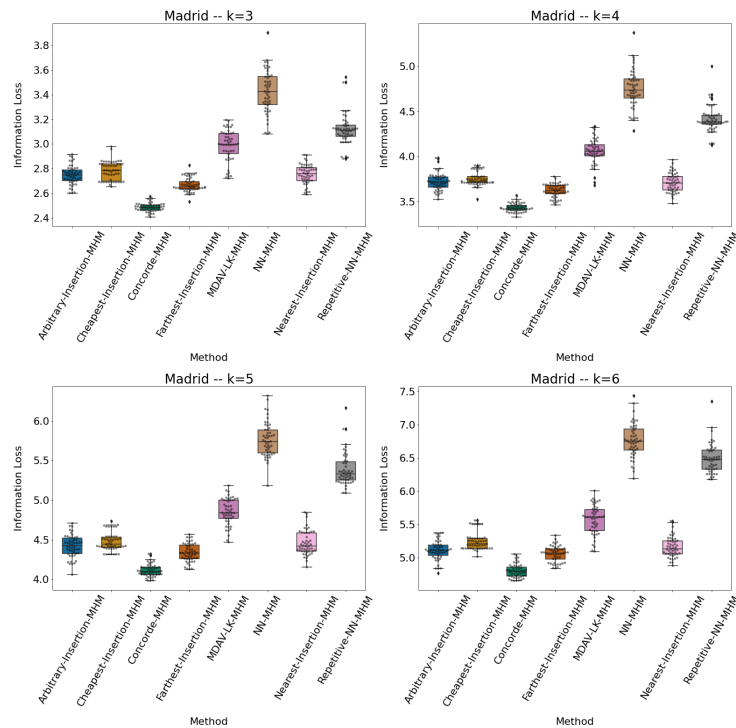 Madrid -- k=3
Information Loss
3.8
3.6
3.4
3.2
3.0
2.8
2.6
2.4
Arbitrary-Insertion-MHM
Cheapest-Insertion-MHM
Concorde-MHM
Farthest-Insertion-MHM
MDAV-LK-MHM
NN-MHM
Nearest-Insertion-MHM
Repetitive-NN-MHM
Method
Madrid -- k=4
Information Loss
5.0
4.5
4.0
3.5
Arbitrary-Insertion-MHM
Cheapest-Insertion-MHM
Concorde-MHM
Farthest-Insertion-MHM
MDAV-LK-MHM
NN-MHM
Nearest-Insertion-MHM
Repetitive-NN-MHM
Method
Madrid -- k=5
Information Loss
6.0
5.5
5.0
4.5
4.0
Arbitrary-Insertion-MHM
Cheapest-Insertion-MHM
Concorde-MHM
Farthest-Insertion-MHM
MDAV-LK-MHM
NN-MHM
Nearest-Insertion-MHM
Repetitive-NN-MHM
Method
Madrid -- k=6
Information Loss
7.5
7.0
6.5
6.0
5.5
5.0
Arbitrary-Insertion-MHM
Cheapest-Insertion-MHM
Concorde-MHM
Farthest-Insertion-MHM
MDAV-LK-MHM
NN-MHM
Nearest-Insertion-MHM
Repetitive-NN-MHM
Method